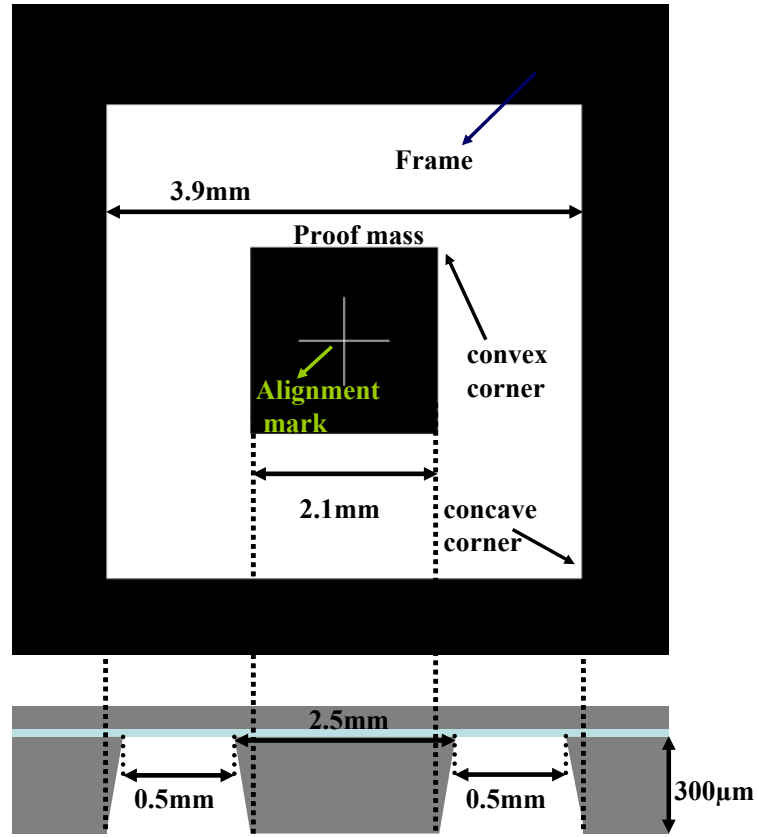 Frame
3.9mm
Proof mass
convex
corner
Alignment
mark
2.1mm
concave
corner
2.5mm
0.5mm
0.5mm
300μm